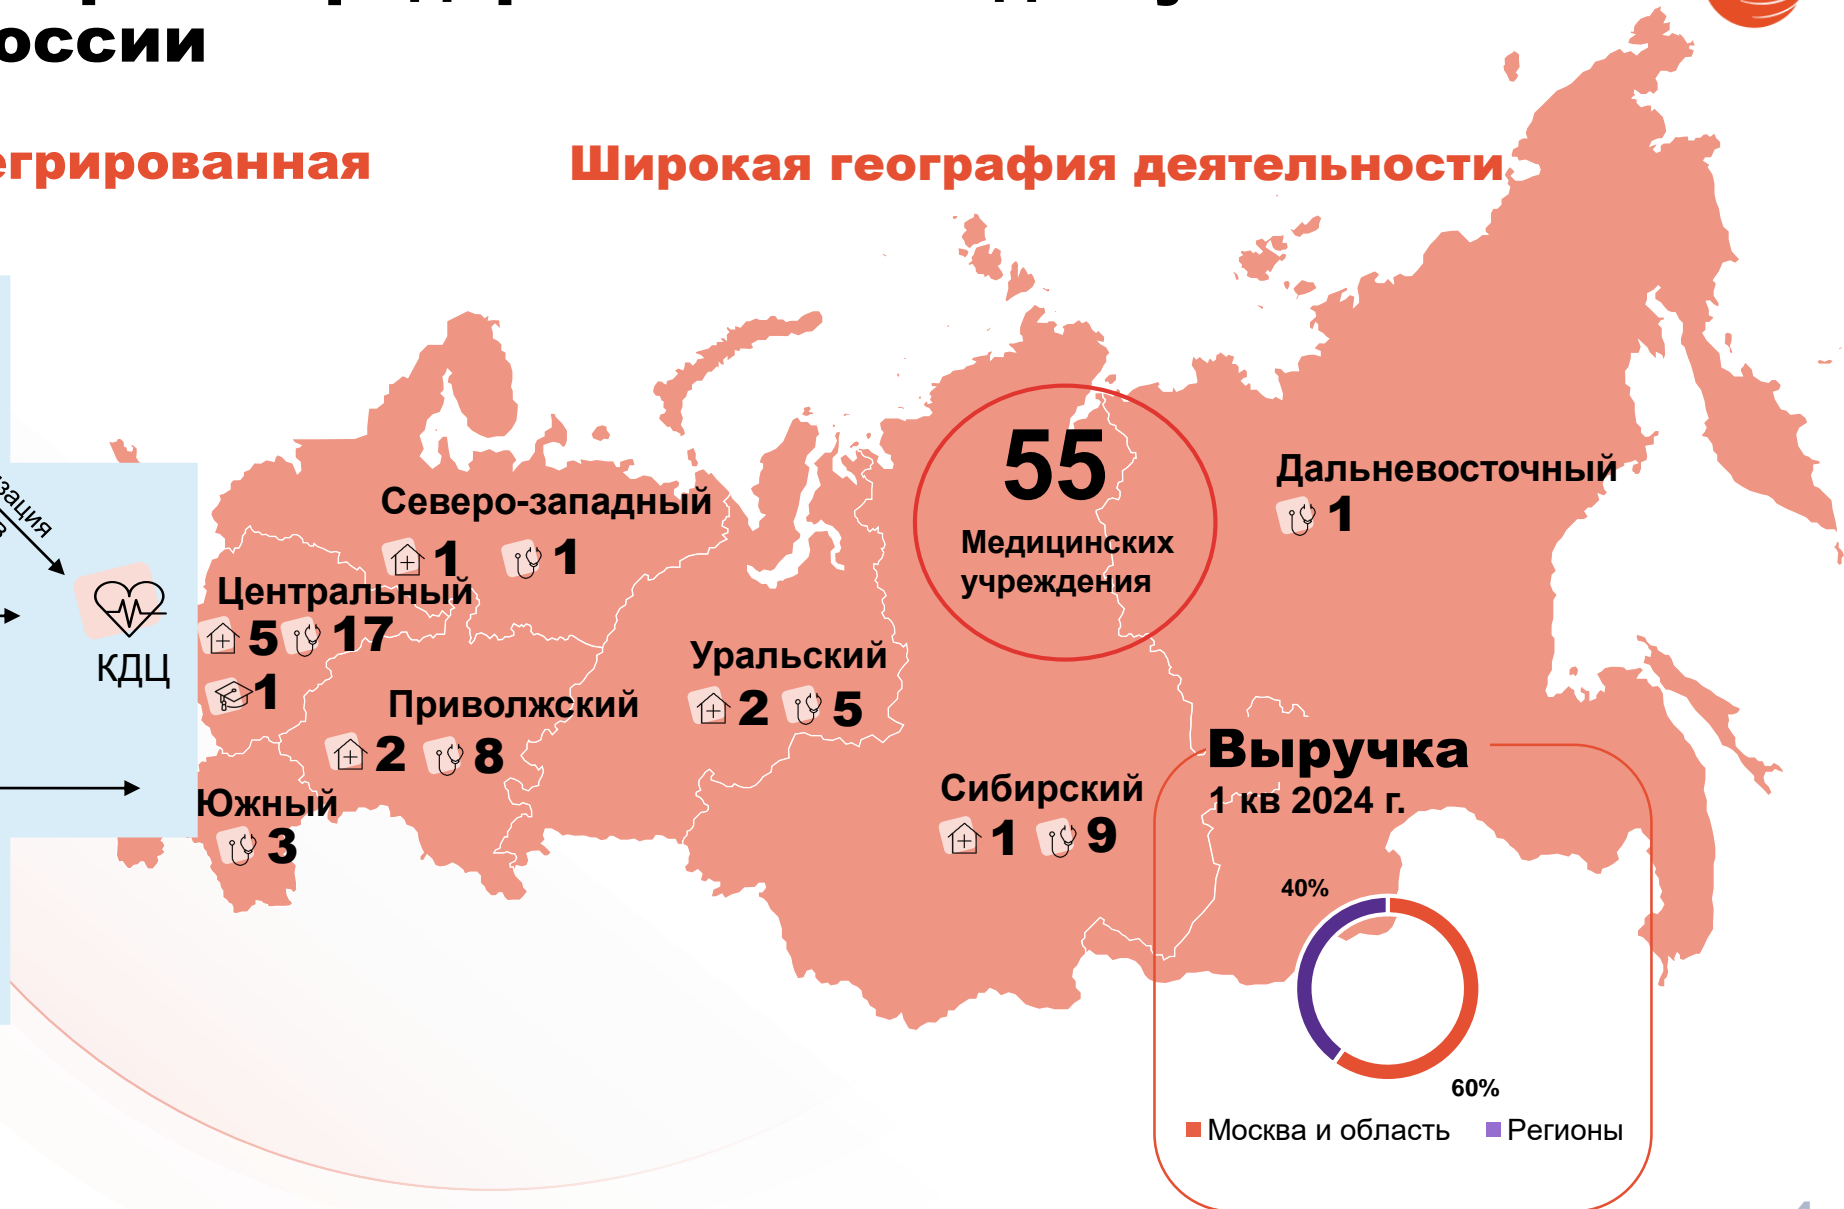 оссии
егрированная
Широкая география деятельности
зация
КДЦ
Северо-западный
1 1
Центральный
5 17
1
Приволжский
2 8
Южный
3
Уральский
2 5
55
Медицинских
учреждения
Дальневосточный
1
Сибирский
1 9
Выручка
1 кв 2024 г.
40%
60%
Москва и область
Регионы